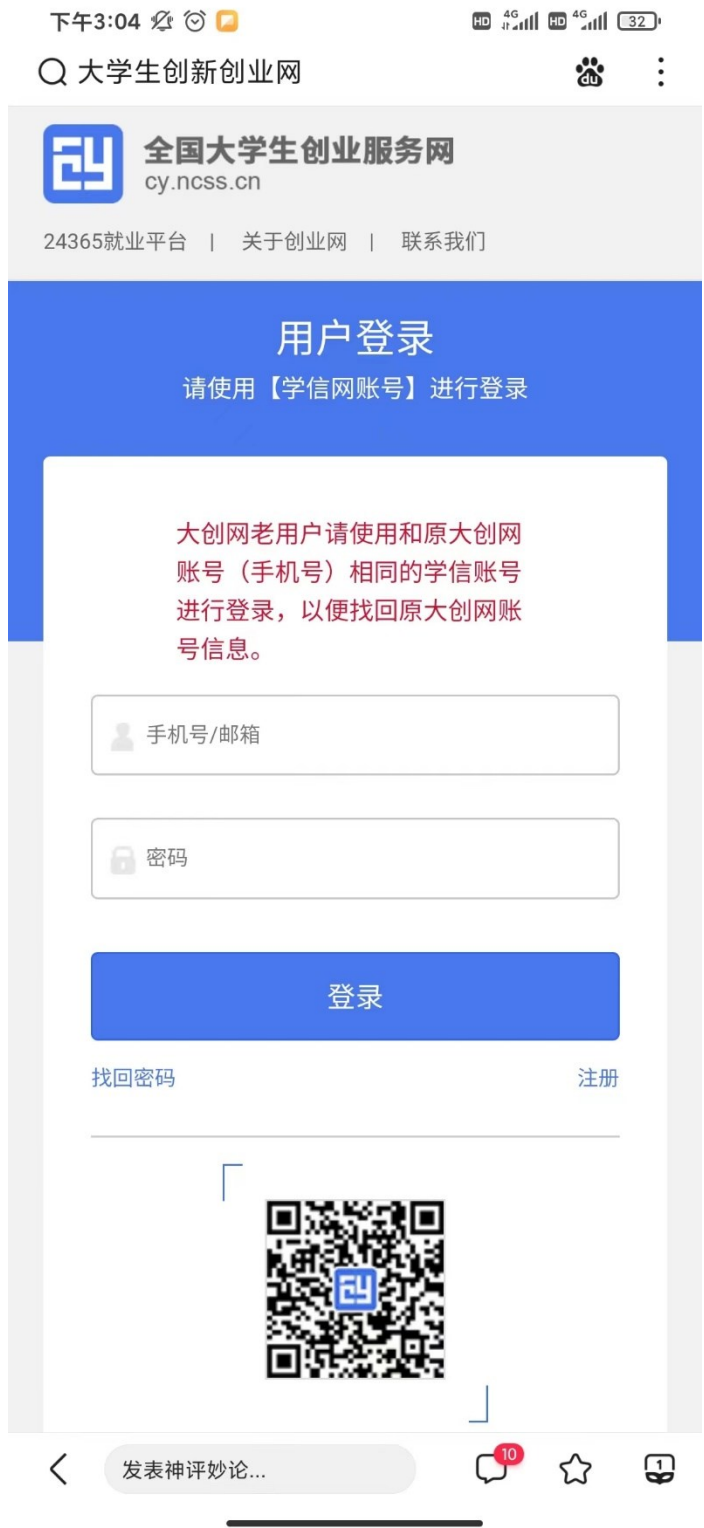 下午3:04
HD 4G HD 4G 32
大学生创新创业网
du
全国大学生创业服务网
cy.ncss.cn
24365就业平台 | 关于创业网 | 联系我们
用户登录
请使用【学信网账号】进行登录
大创网老用户请使用和原大创网
账号（手机号）相同的学信账号
进行登录，以便找回原大创网账
号信息。
手机号/邮箱
密码
登录
找回密码 注册
发表神评妙论...
10
1